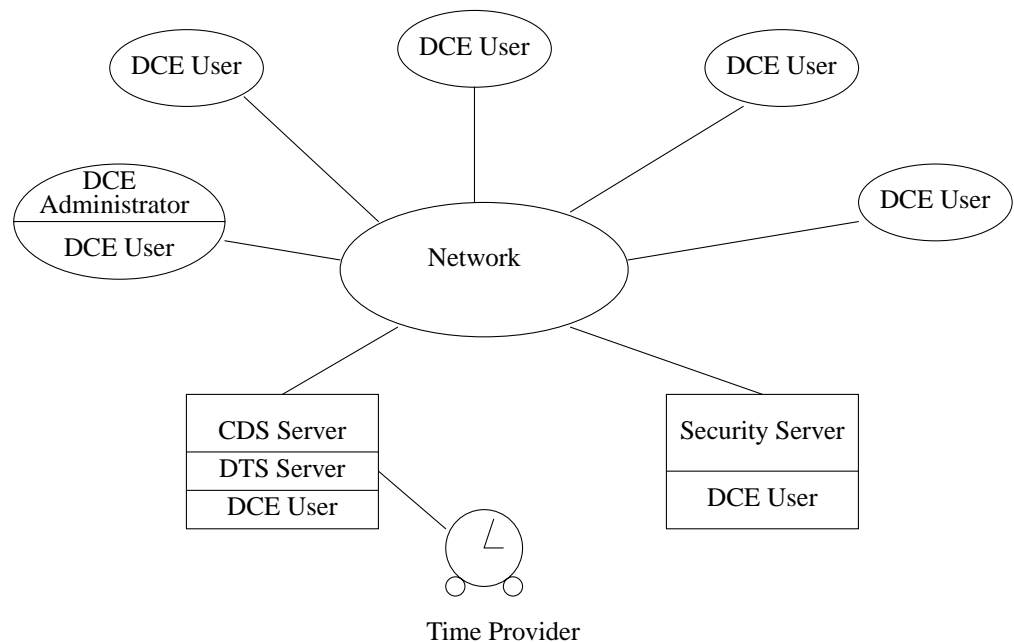 DCE User
DCE User
DCE User
DCE
Administrator
DCE User
DCE User
Network
CDS Server
DTS Server
DCE User
Security Server
DCE User
Time Provider